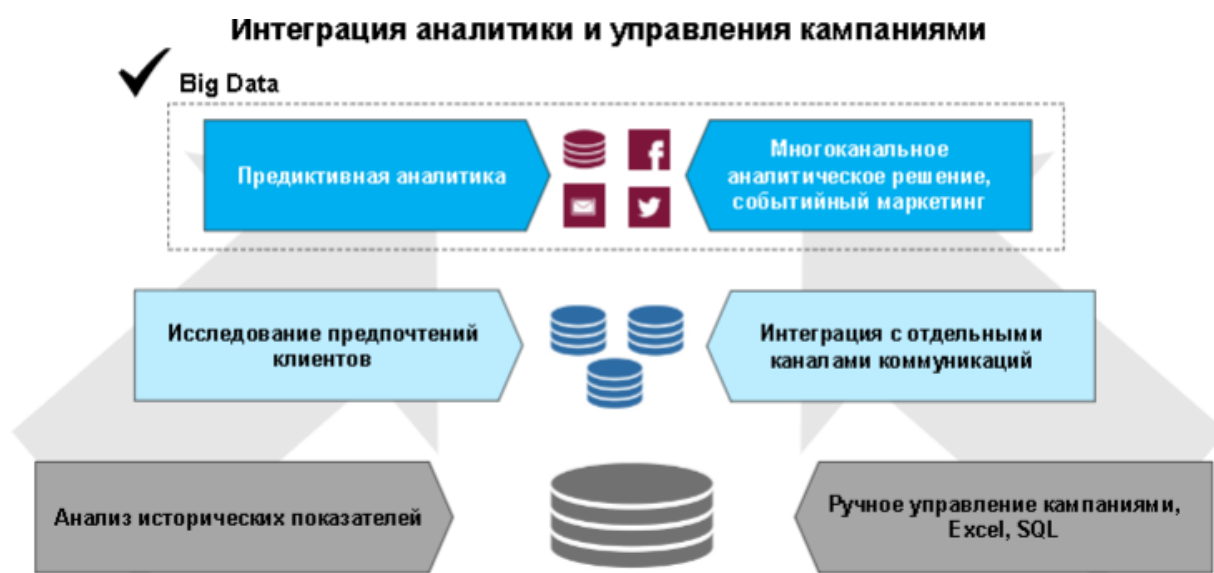 Интеграция аналитики и управления кампаниями
Big Data
Предиктивная аналитика
Многоканальное
аналитическое решение,
событийный маркетинг
Исследование предпочтений
клиентов
Интеграция с отдельными
каналами коммуникаций
Анализ исторических показателей
Ручное управление кампаниями,
Excel, SQL